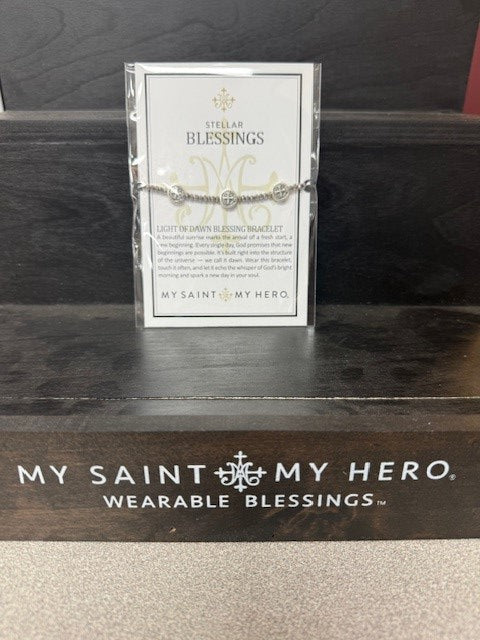 STELLAR
BLESSINGS
LIGHT OF DAWN BLESSING BRACELET
A beautiful sunrise marks the arrival of a fresh start, a
new beginning. Every single day, God promises that new
beginnings are possible. It's built right into the structure
of the universe — we call it dawn. Wear this bracelet,
touch it often, and let it echo the whisper of God's bright
morning and spark a new day in your soul.
MY SAINT MY HERO.
MY SAINT MY HERO®
WEARABLE BLESSINGS™